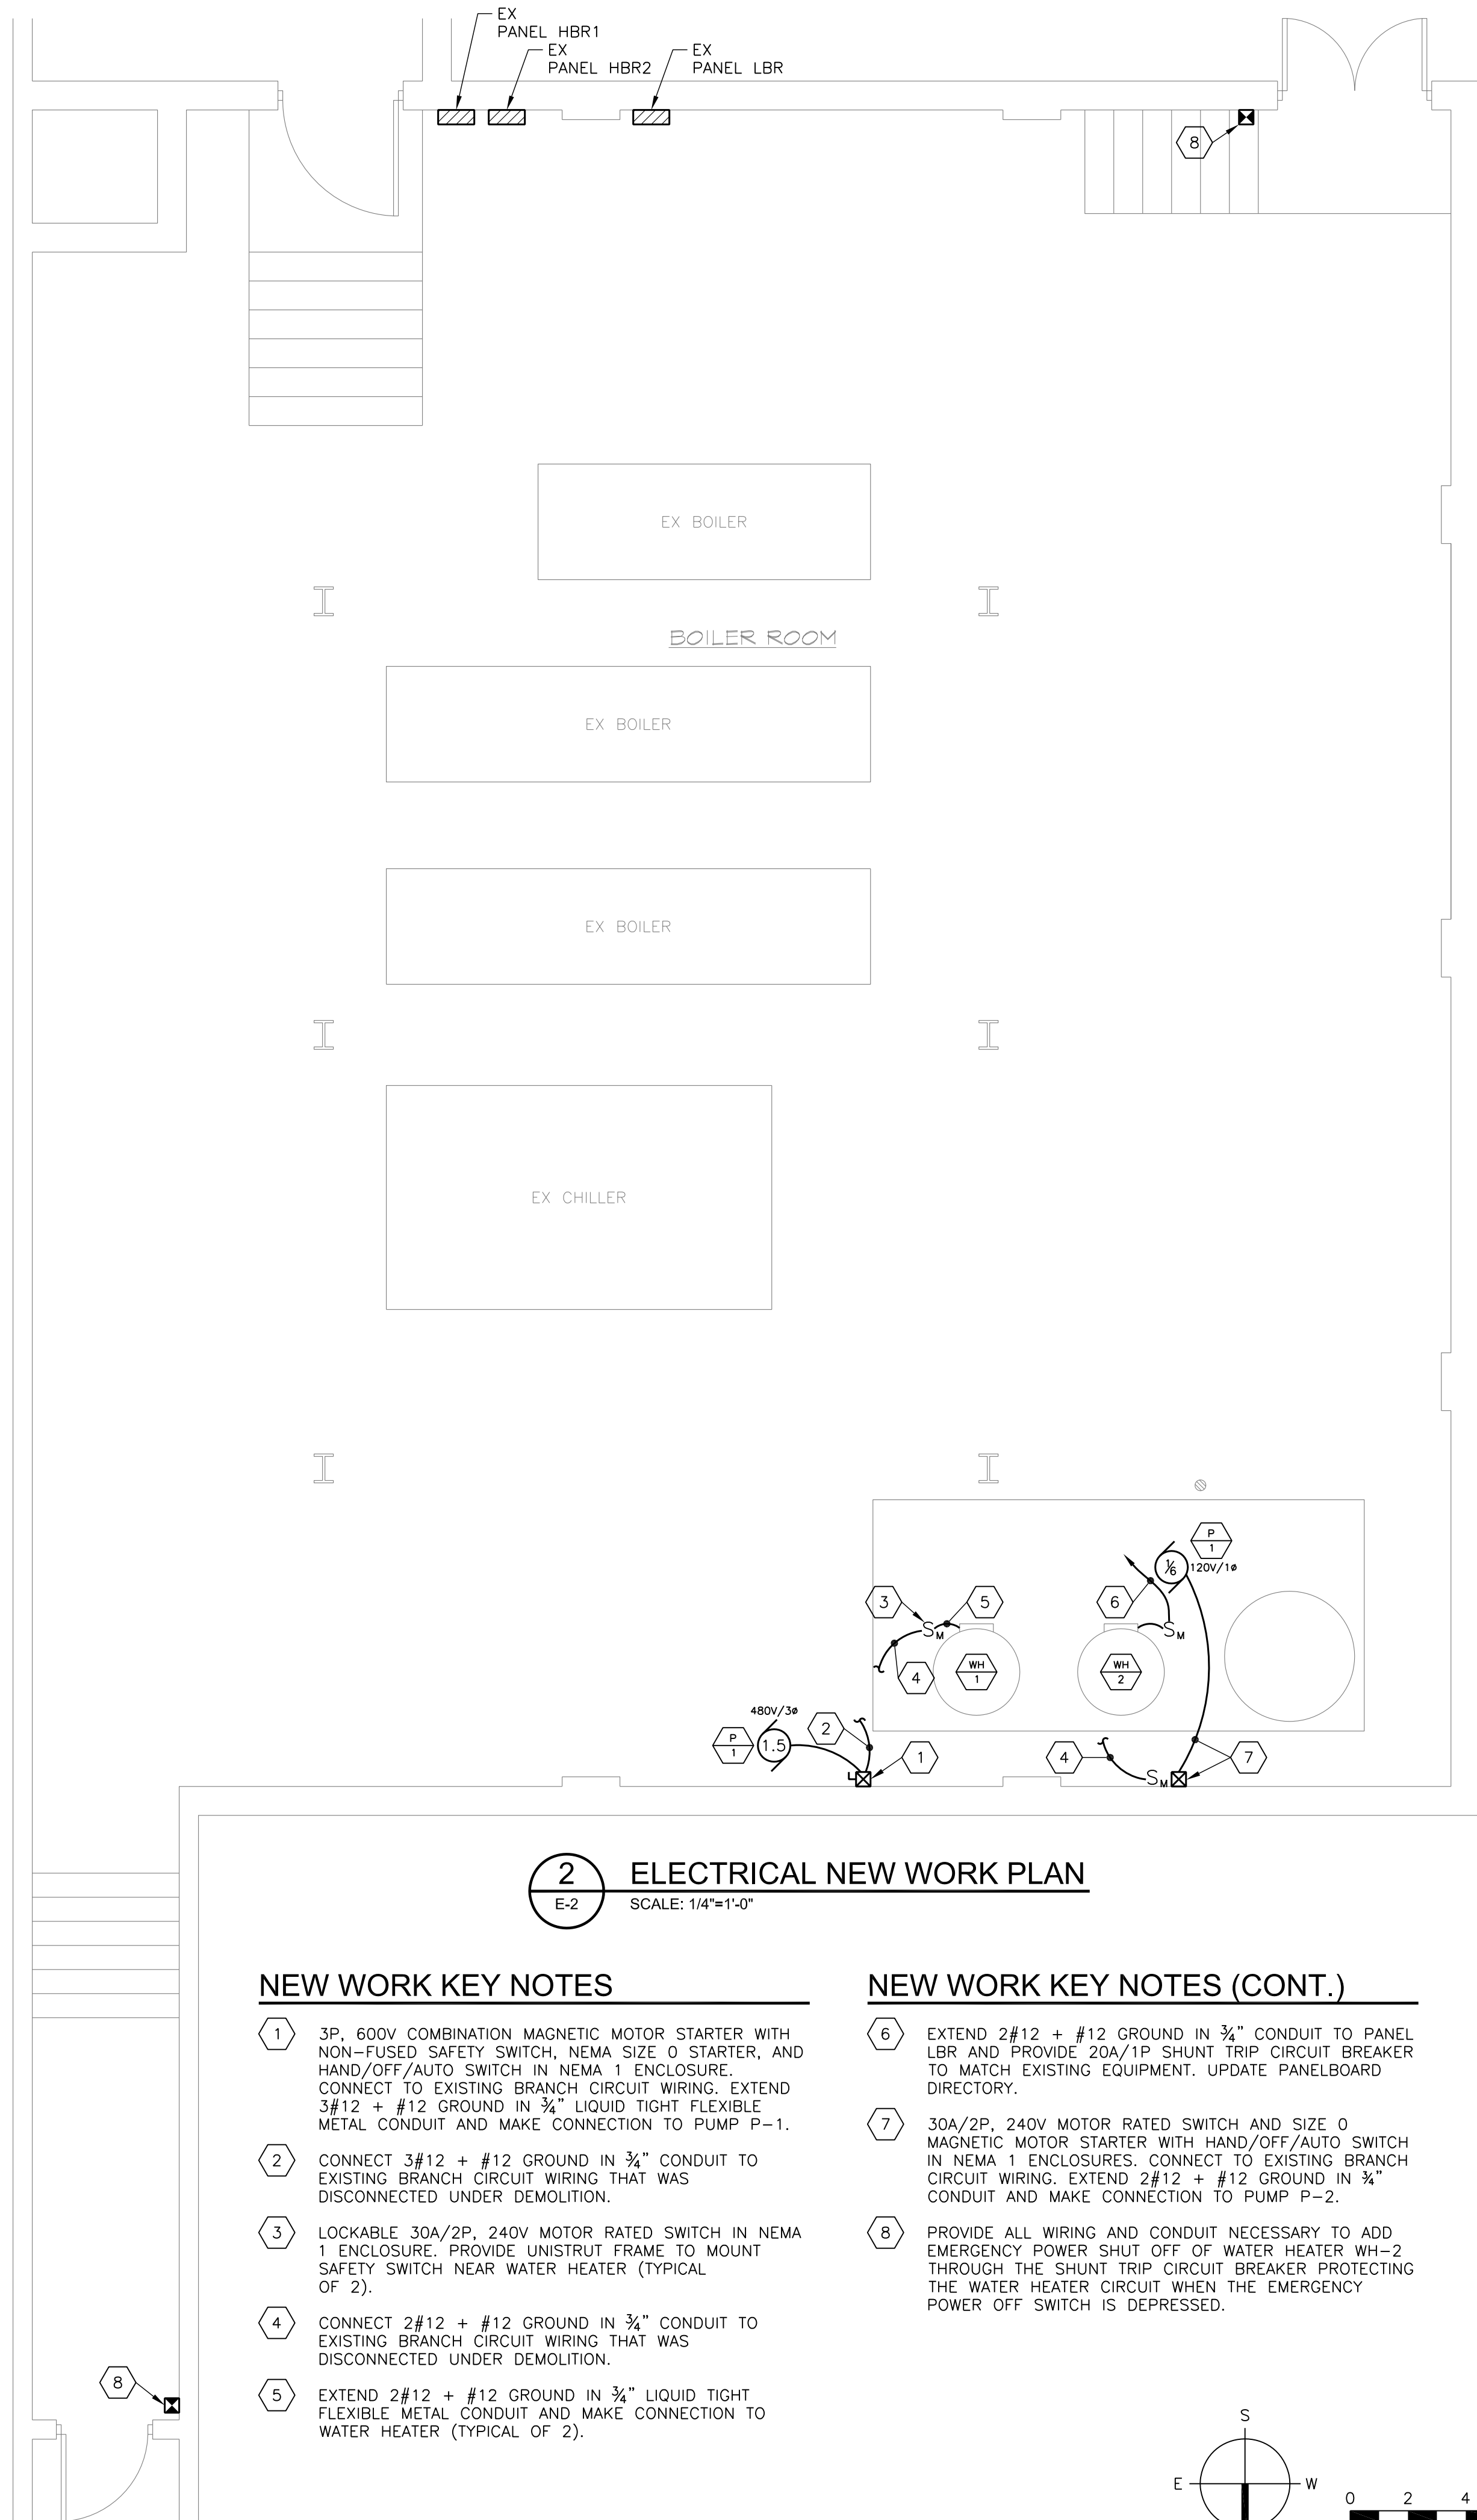 EX
PANEL HBR1
EX
PANEL HBR2
EX
PANEL LBR
8
EX BOILER
BOILER ROOM
EX BOILER
EX BOILER
EX CHILLER
P
1
1/6
120V/1ø
3
5
6
S M
S M
4
WH
1
WH
2
480V/3ø
P
1
1.5
2
1
4
7
S M
2
E-2
ELECTRICAL NEW WORK PLAN
SCALE: 1/4"=1'-0"
NEW WORK KEY NOTES
1
3P, 600V COMBINATION MAGNETIC MOTOR STARTER WITH
NON-FUSED SAFETY SWITCH, NEMA SIZE 0 STARTER, AND
HAND/OFF/AUTO SWITCH IN NEMA 1 ENCLOSURE.
CONNECT TO EXISTING BRANCH CIRCUIT WIRING. EXTEND
3#12 + #12 GROUND IN ¾" LIQUID TIGHT FLEXIBLE
METAL CONDUIT AND MAKE CONNECTION TO PUMP P-1.
2
CONNECT 3#12 + #12 GROUND IN ¾" CONDUIT TO
EXISTING BRANCH CIRCUIT WIRING THAT WAS
DISCONNECTED UNDER DEMOLITION.
3
LOCKABLE 30A/2P, 240V MOTOR RATED SWITCH IN NEMA
1 ENCLOSURE. PROVIDE UNISTRUT FRAME TO MOUNT
SAFETY SWITCH NEAR WATER HEATER (TYPICAL
OF 2).
4
CONNECT 2#12 + #12 GROUND IN ¾" CONDUIT TO
EXISTING BRANCH CIRCUIT WIRING THAT WAS
DISCONNECTED UNDER DEMOLITION.
5
EXTEND 2#12 + #12 GROUND IN ¾" LIQUID TIGHT
FLEXIBLE METAL CONDUIT AND MAKE CONNECTION TO
WATER HEATER (TYPICAL OF 2).
NEW WORK KEY NOTES (CONT.)
6
EXTEND 2#12 + #12 GROUND IN ¾" CONDUIT TO PANEL
LBR AND PROVIDE 20A/1P SHUNT TRIP CIRCUIT BREAKER
TO MATCH EXISTING EQUIPMENT. UPDATE PANELBOARD
DIRECTORY.
7
30A/2P, 240V MOTOR RATED SWITCH AND SIZE 0
MAGNETIC MOTOR STARTER WITH HAND/OFF/AUTO SWITCH
IN NEMA 1 ENCLOSURES. CONNECT TO EXISTING BRANCH
CIRCUIT WIRING. EXTEND 2#12 + #12 GROUND IN ¾"
CONDUIT AND MAKE CONNECTION TO PUMP P-2.
8
PROVIDE ALL WIRING AND CONDUIT NECESSARY TO ADD
EMERGENCY POWER SHUT OFF OF WATER HEATER WH-2
THROUGH THE SHUNT TRIP CIRCUIT BREAKER PROTECTING
THE WATER HEATER CIRCUIT WHEN THE EMERGENCY
POWER OFF SWITCH IS DEPRESSED.
8
S
E
W
0 2 4